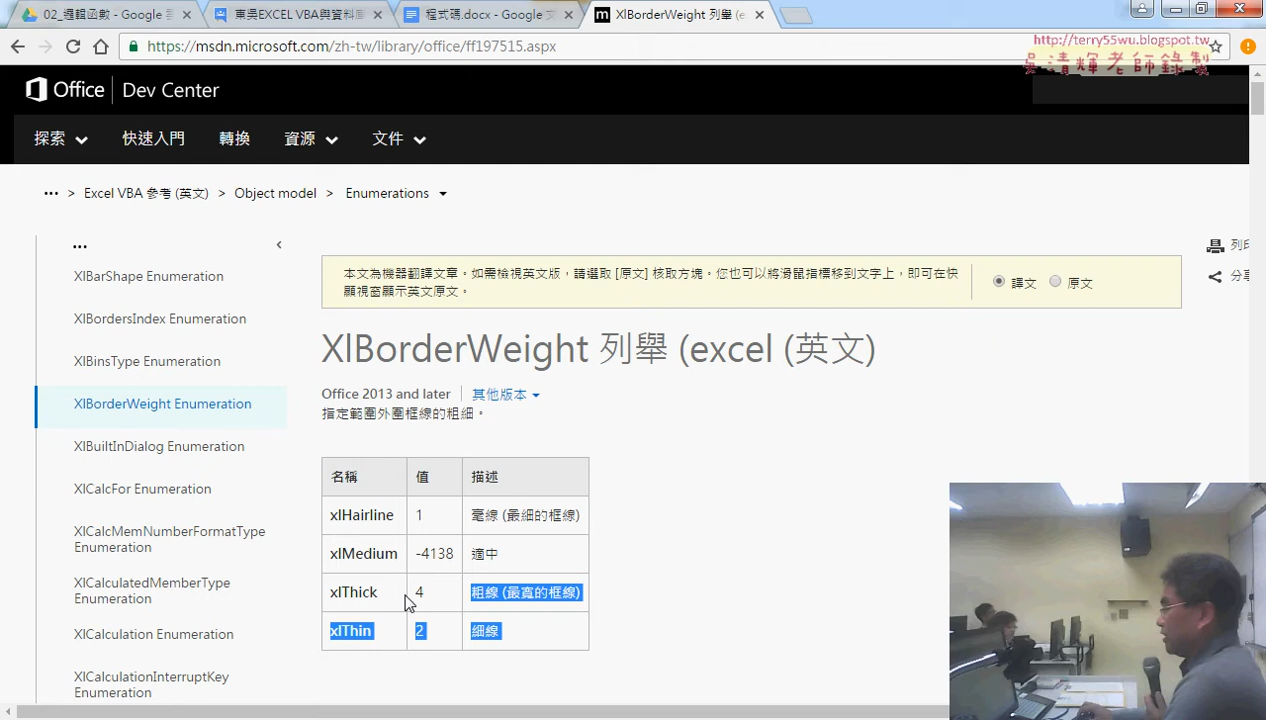 02_邏輯函數 - Google 雲
東吳EXCEL VBA與資料庫
程式碼.docx - Google 文
XlBorderWeight 列舉 (e
https://msdn.microsoft.com/zh-tw/library/office/ff197515.aspx
http://terry55wu.blogspot.tw
吳清輝老師錄製
Office
Dev Center
探索
快速入門
轉換
資源
文件
... > Excel VBA 參考 (英文) > Object model > Enumerations
...
XlBarShape Enumeration
XlBordersIndex Enumeration
XlBinsType Enumeration
XlBorderWeight Enumeration
XlBuiltInDialog Enumeration
XlCalcFor Enumeration
XlCalcMemNumberFormatType
Enumeration
XlCalculatedMemberType
Enumeration
XlCalculation Enumeration
XlCalculationInterruptKey
Enumeration
本文為機器翻譯文章。如需檢視英文版，請選取 [原文] 核取方塊。您也可以將滑鼠指標移到文字上，即可在快
顯視窗顯示英文原文。
譯文
原文
列印
分享
XlBorderWeight 列舉 (excel (英文)
Office 2013 and later
其他版本
指定範圍外圍框線的粗細。
名稱 值 描述
xlHairline 1 毫線 (最細的框線)
xlMedium -4138 適中
xlThick 4 粗線 (最寬的框線)
xlThin 2 細線